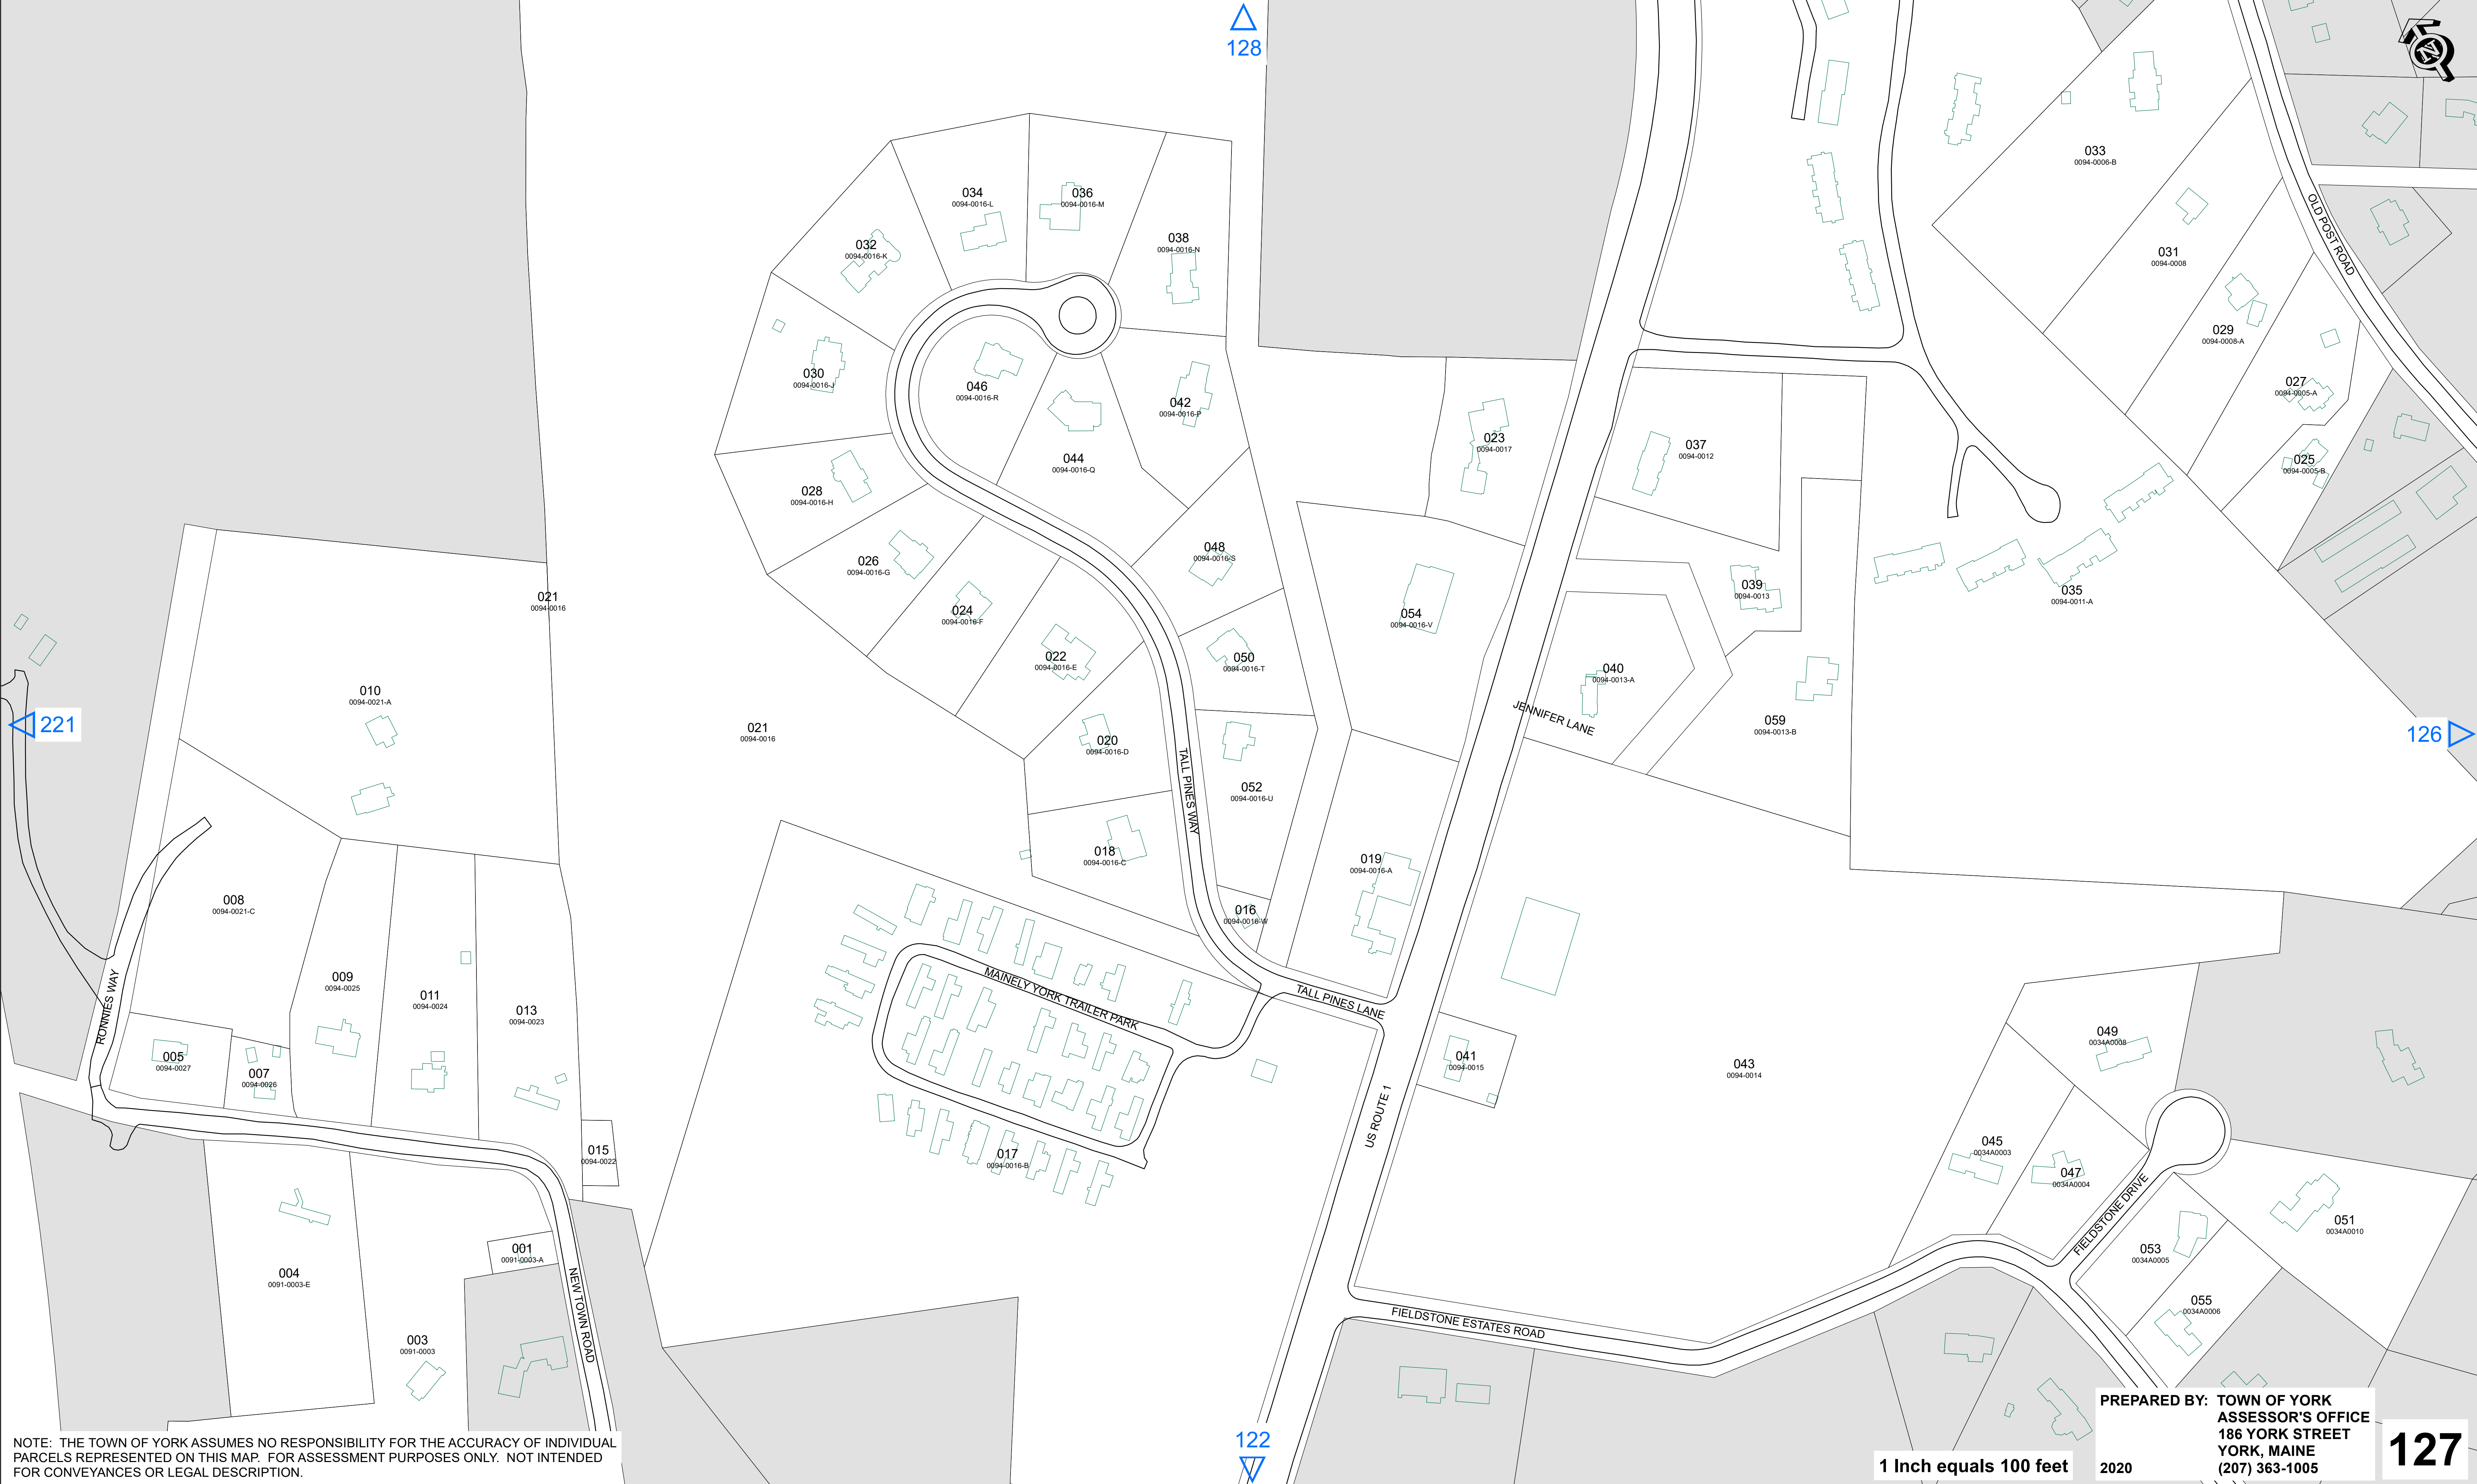 128
N
033
0094-0006-B
034
0094-0016-L
036
0094-0016-M
032
0094-0016-K
038
0094-0016-N
031
0094-0008
OLD POST ROAD
029
0094-0008-A
030
0094-0016-J
046
0094-0016-R
042
0094-0016-P
027
0094-0005-A
023
0094-0017
037
0094-0012
044
0094-0016-Q
025
0094-0005-B
028
0094-0016-H
026
0094-0016-G
048
0094-0016-S
021
0094-0016
024
0094-0016-F
054
0094-0016-V
039
0094-0013
035
0094-0011-A
022
0094-0016-E
050
0094-0016-T
040
0094-0013-A
010
0094-0021-A
221
021
0094-0016
020
0094-0016-D
TALL PINES WAY
052
0094-0016-U
JENNIFER LANE
059
0094-0013-B
126
018
0094-0016-C
019
0094-0016-A
008
0094-0021-C
016
0094-0016-W
009
0094-0025
011
0094-0024
013
0094-0023
RONNIES WAY
MAINELY YORK TRAILER PARK
TALL PINES LANE
005
0094-0027
007
0094-0026
041
0094-0015
043
0094-0014
049
0034A0008
US ROUTE 1
015
0094-0022
017
0094-0016-B
045
0034A0003
047
0034A0004
FIELDSTONE DRIVE
051
0034A0010
001
0091-0003-A
004
0091-0003-E
053
0034A0005
055
0034A0006
NEW TOWN ROAD
003
0091-0003
FIELDSTONE ESTATES ROAD
122
NOTE: THE TOWN OF YORK ASSUMES NO RESPONSIBILITY FOR THE ACCURACY OF INDIVIDUAL
PARCELS REPRESENTED ON THIS MAP. FOR ASSESSMENT PURPOSES ONLY. NOT INTENDED
FOR CONVEYANCES OR LEGAL DESCRIPTION.
1 Inch equals 100 feet
PREPARED BY: TOWN OF YORK
ASSESSOR'S OFFICE
186 YORK STREET
YORK, MAINE
2020 (207) 363-1005
127